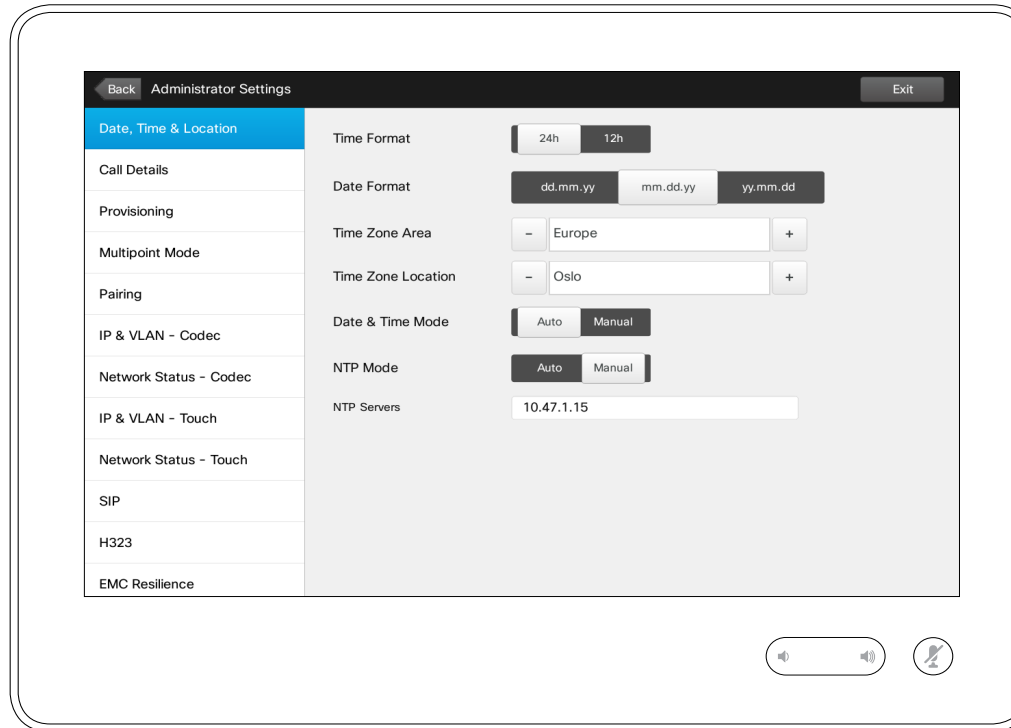 Back Administrator Settings Exit
Date, Time & Location
Call Details
Provisioning
Multipoint Mode
Pairing
IP & VLAN - Codec
Network Status - Codec
IP & VLAN - Touch
Network Status - Touch
SIP
H323
EMC Resilience
Time Format 24h 12h
Date Format dd.mm.yy mm.dd.yy yy.mm.dd
Time Zone Area - Europe +
Time Zone Location - Oslo +
Date & Time Mode Auto Manual
NTP Mode Auto Manual
NTP Servers 10.47.1.15